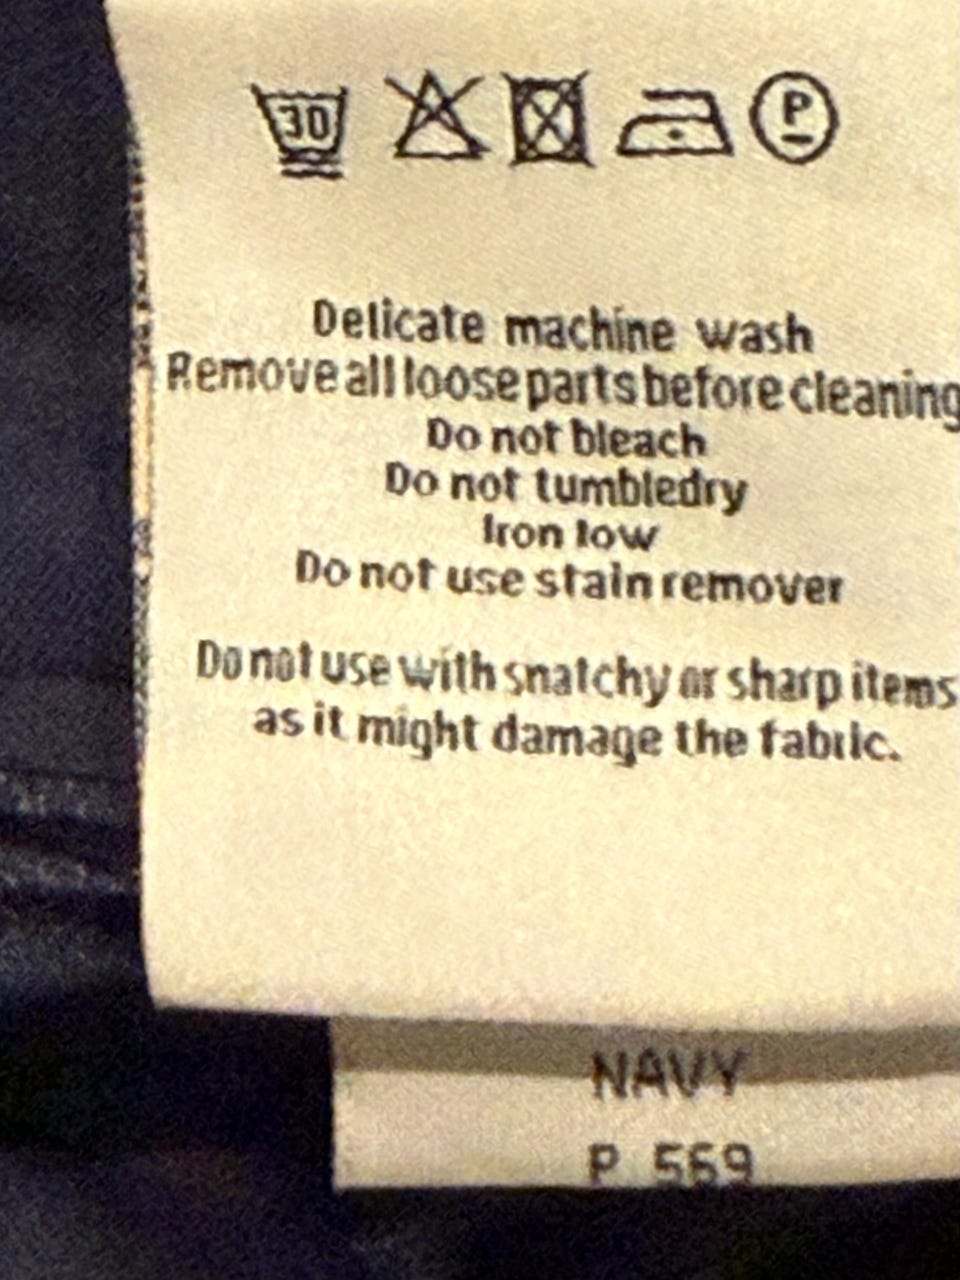 30 P
Delicate machine wash
Remove all loose parts before cleaning
Do not bleach
Do not tumbledry
Iron low
Do not use stain remover
Do not use with snatchy or sharp items
as it might damage the fabric.
NAVY
P 569